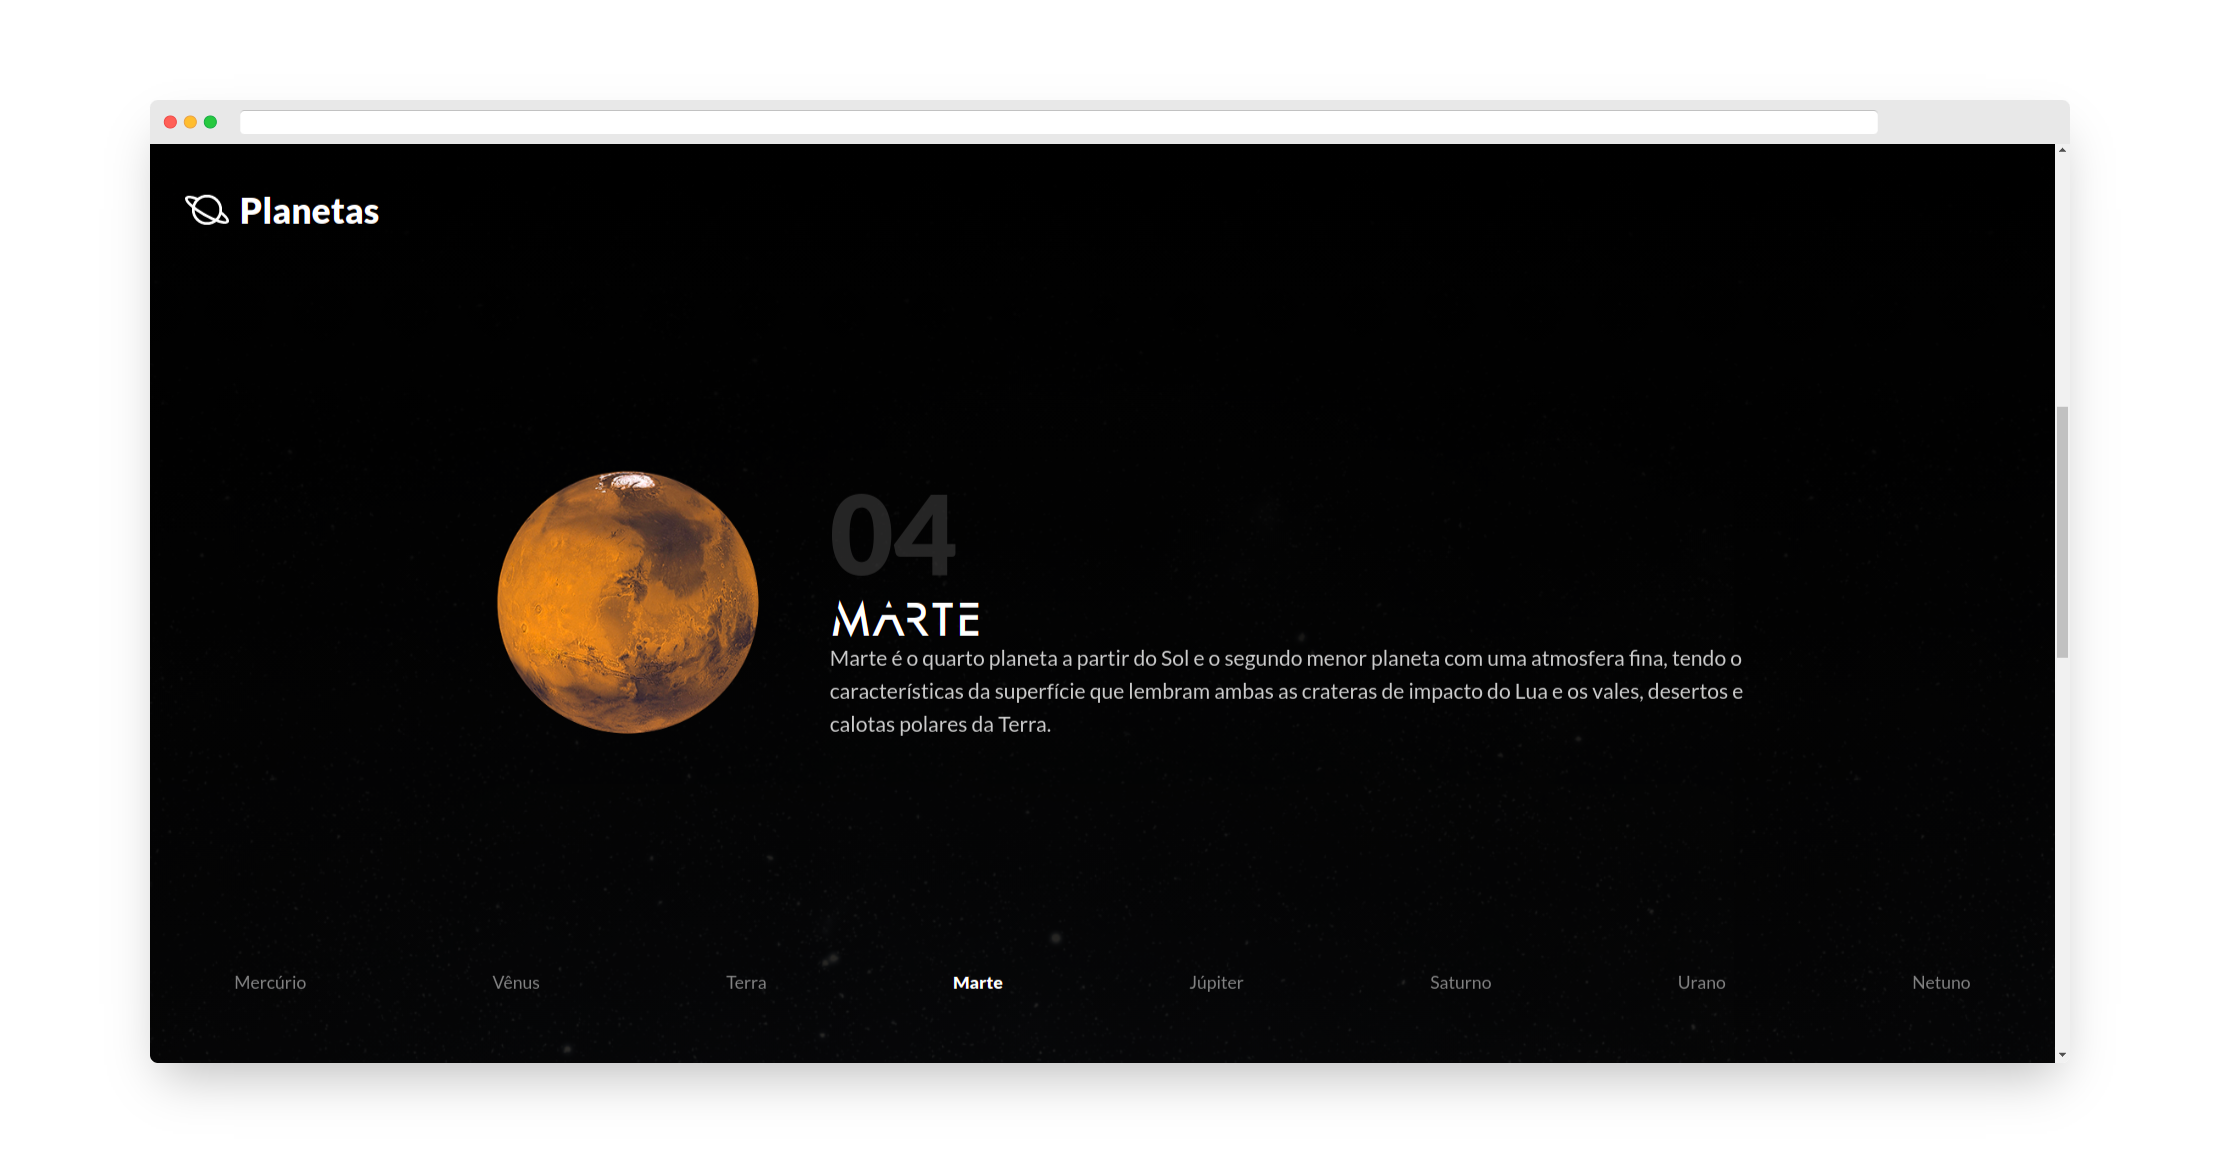 Planetas
04
MARTE
Marte é o quarto planeta a partir do Sol e o segundo menor planeta com uma atmosfera fina, tendo o
características da superfície que lembram ambas as crateras de impacto do Lua e os vales, desertos e
calotas polares da Terra.
Mercúrio Vênus Terra Marte Júpiter Saturno Urano Netuno